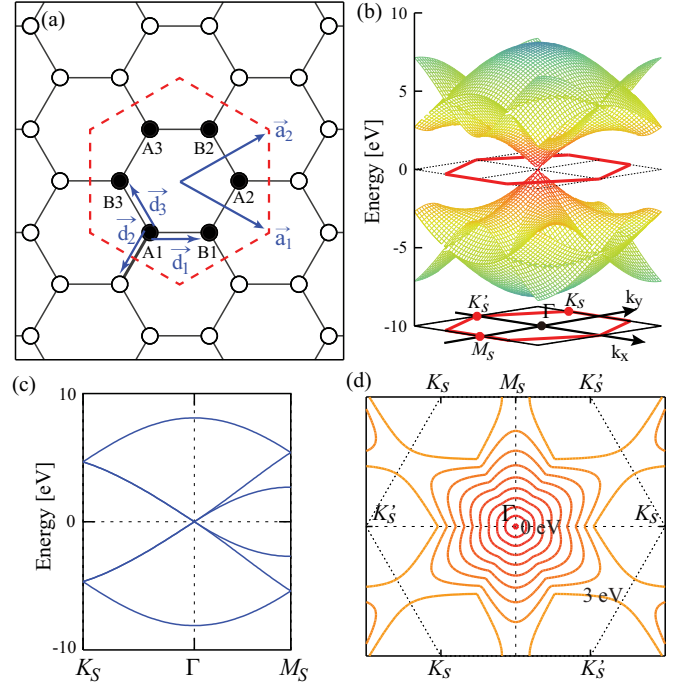 (a)
A3
B2
a₂
B3
d₃
A2
d₂
A1
d₁
B1
a₁
(b)
10
5
0
-5
-10
Energy [eV]
K'S
Γ
KS
ky
MS
kx
(c)
10
0
-10
Energy [eV]
KS
Γ
MS
(d)
KS
MS
K'S
K'S
Γ
0 eV
MS
3 eV
KS
K'S